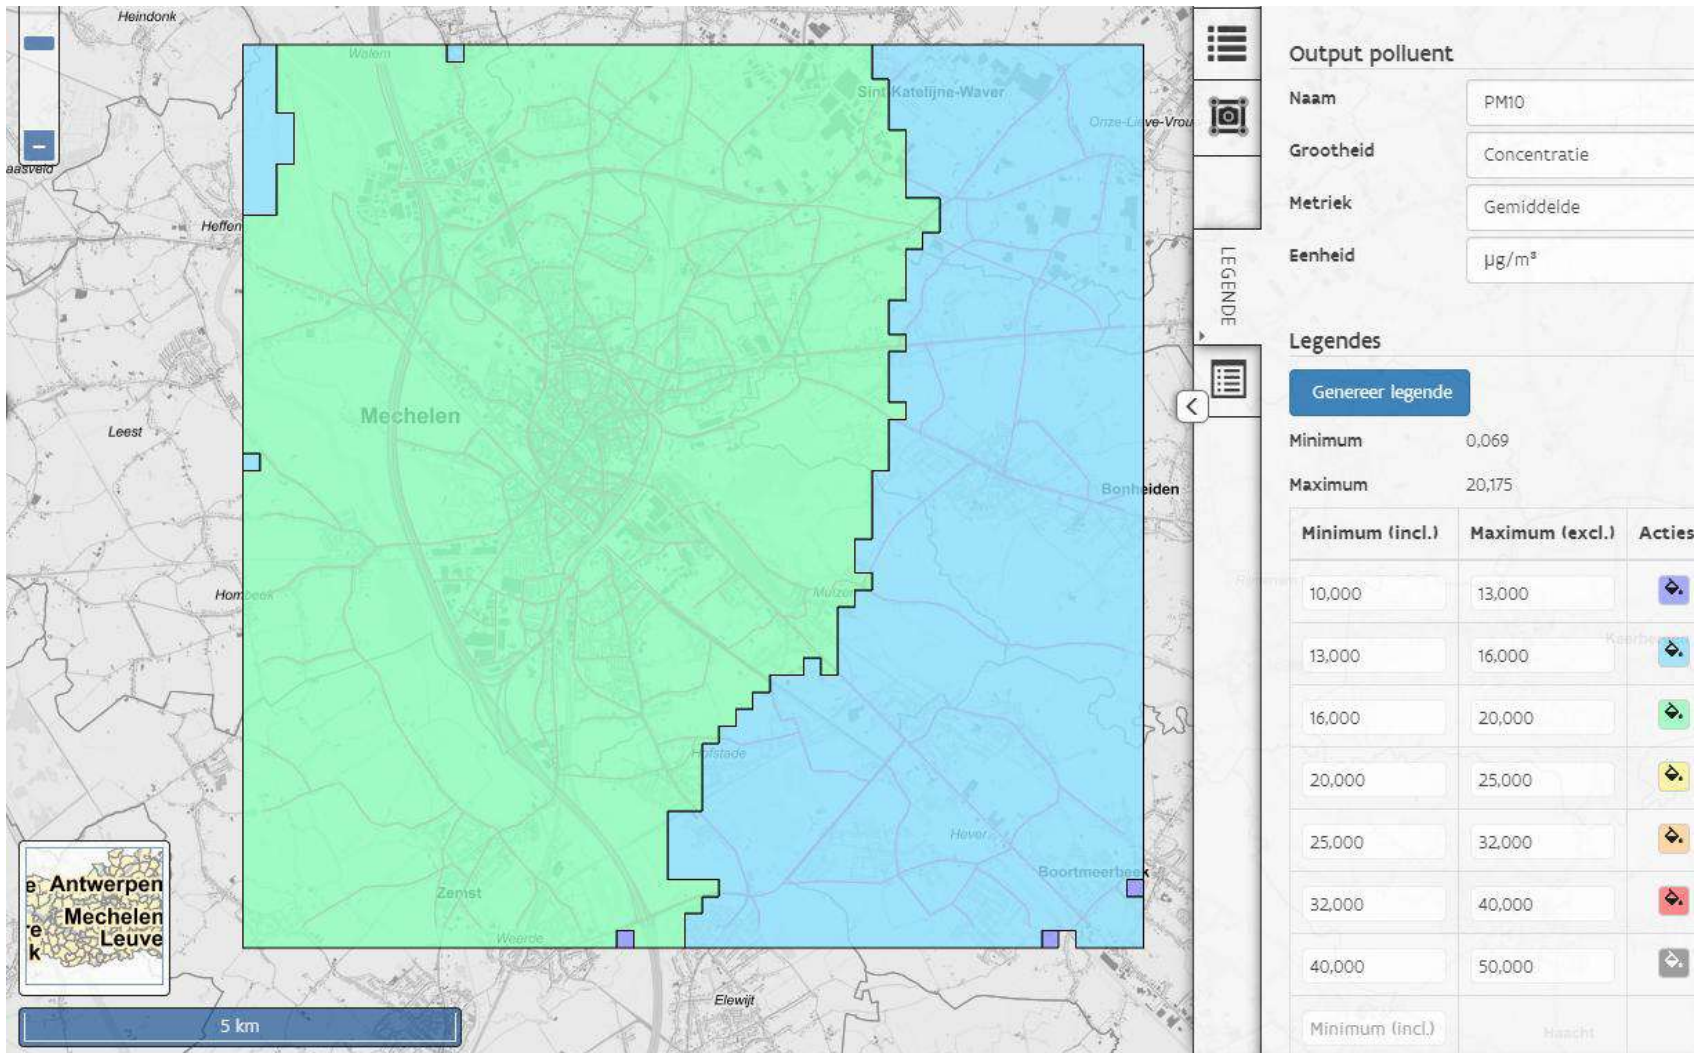 Heindonk
Walem
Sint-Katelijne-Waver
Onze-Lieve-Vrou
aasveld
Heffen
Mechelen
Leest
Bonheiden
Hombeek
Muizen
Hofstade
Hever
Boortmeerbeek
Zemst
Weerde
Elewijt
e Antwerpen
Mechelen
re Leuve
k
5 km
LEGENDE
Output polluent
Naam PM10
Grootheid Concentratie
Metriek Gemiddelde
Eenheid µg/m³
Legendes
Genereer legende
Minimum 0,069
Maximum 20,175
Minimum (incl.) Maximum (excl.) Acties
10,000 13,000
13,000 16,000
16,000 20,000
20,000 25,000
25,000 32,000
32,000 40,000
40,000 50,000
Minimum (incl.)
Haacht